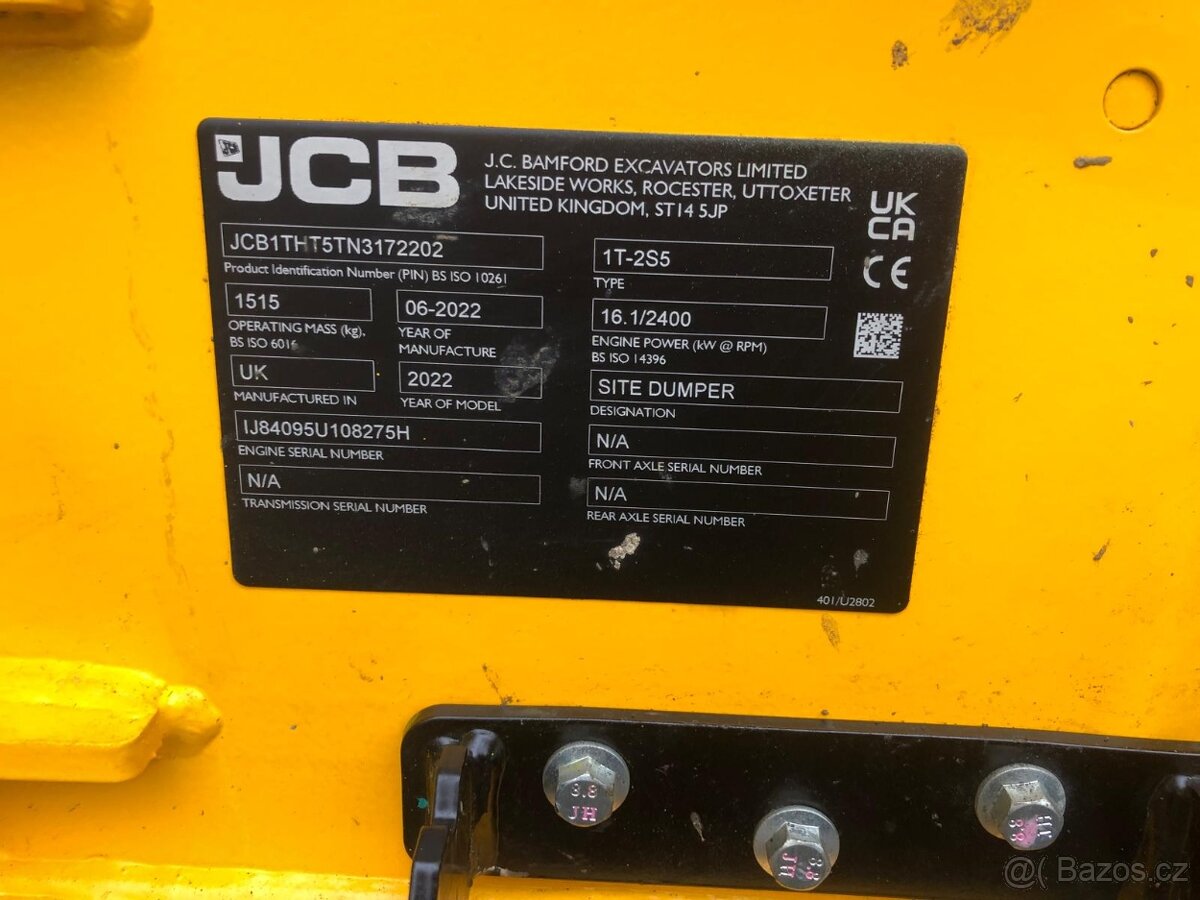 JCB
J.C. BAMFORD EXCAVATORS LIMITED
LAKESIDE WORKS, ROCESTER, UTTOXETER
UNITED KINGDOM, ST14 5JP
UK
CA
CE
JCB1THT5TN3172202
Product Identification Number (PIN) BS ISO 10261
1515
OPERATING MASS (kg),
BS ISO 6016
06-2022
YEAR OF
MANUFACTURE
UK
MANUFACTURED IN
2022
YEAR OF MODEL
IJ84095U108275H
ENGINE SERIAL NUMBER
N/A
TRANSMISSION SERIAL NUMBER
1T-2S5
TYPE
16.1/2400
ENGINE POWER (kW @ RPM)
BS ISO 14396
SITE DUMPER
DESIGNATION
N/A
FRONT AXLE SERIAL NUMBER
N/A
REAR AXLE SERIAL NUMBER
401/U2802
8.8
JH
8.8
JH
8.8
JH
@( Bazos.cz